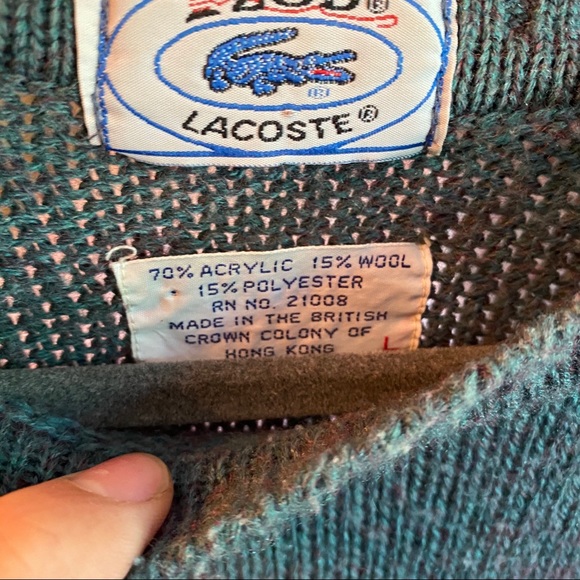 IZOD®
®
LACOSTE®
70% ACRYLIC 15% WOOL
15% POLYESTER
RN NO. 21008
MADE IN THE BRITISH
CROWN COLONY OF
HONG KONG
L